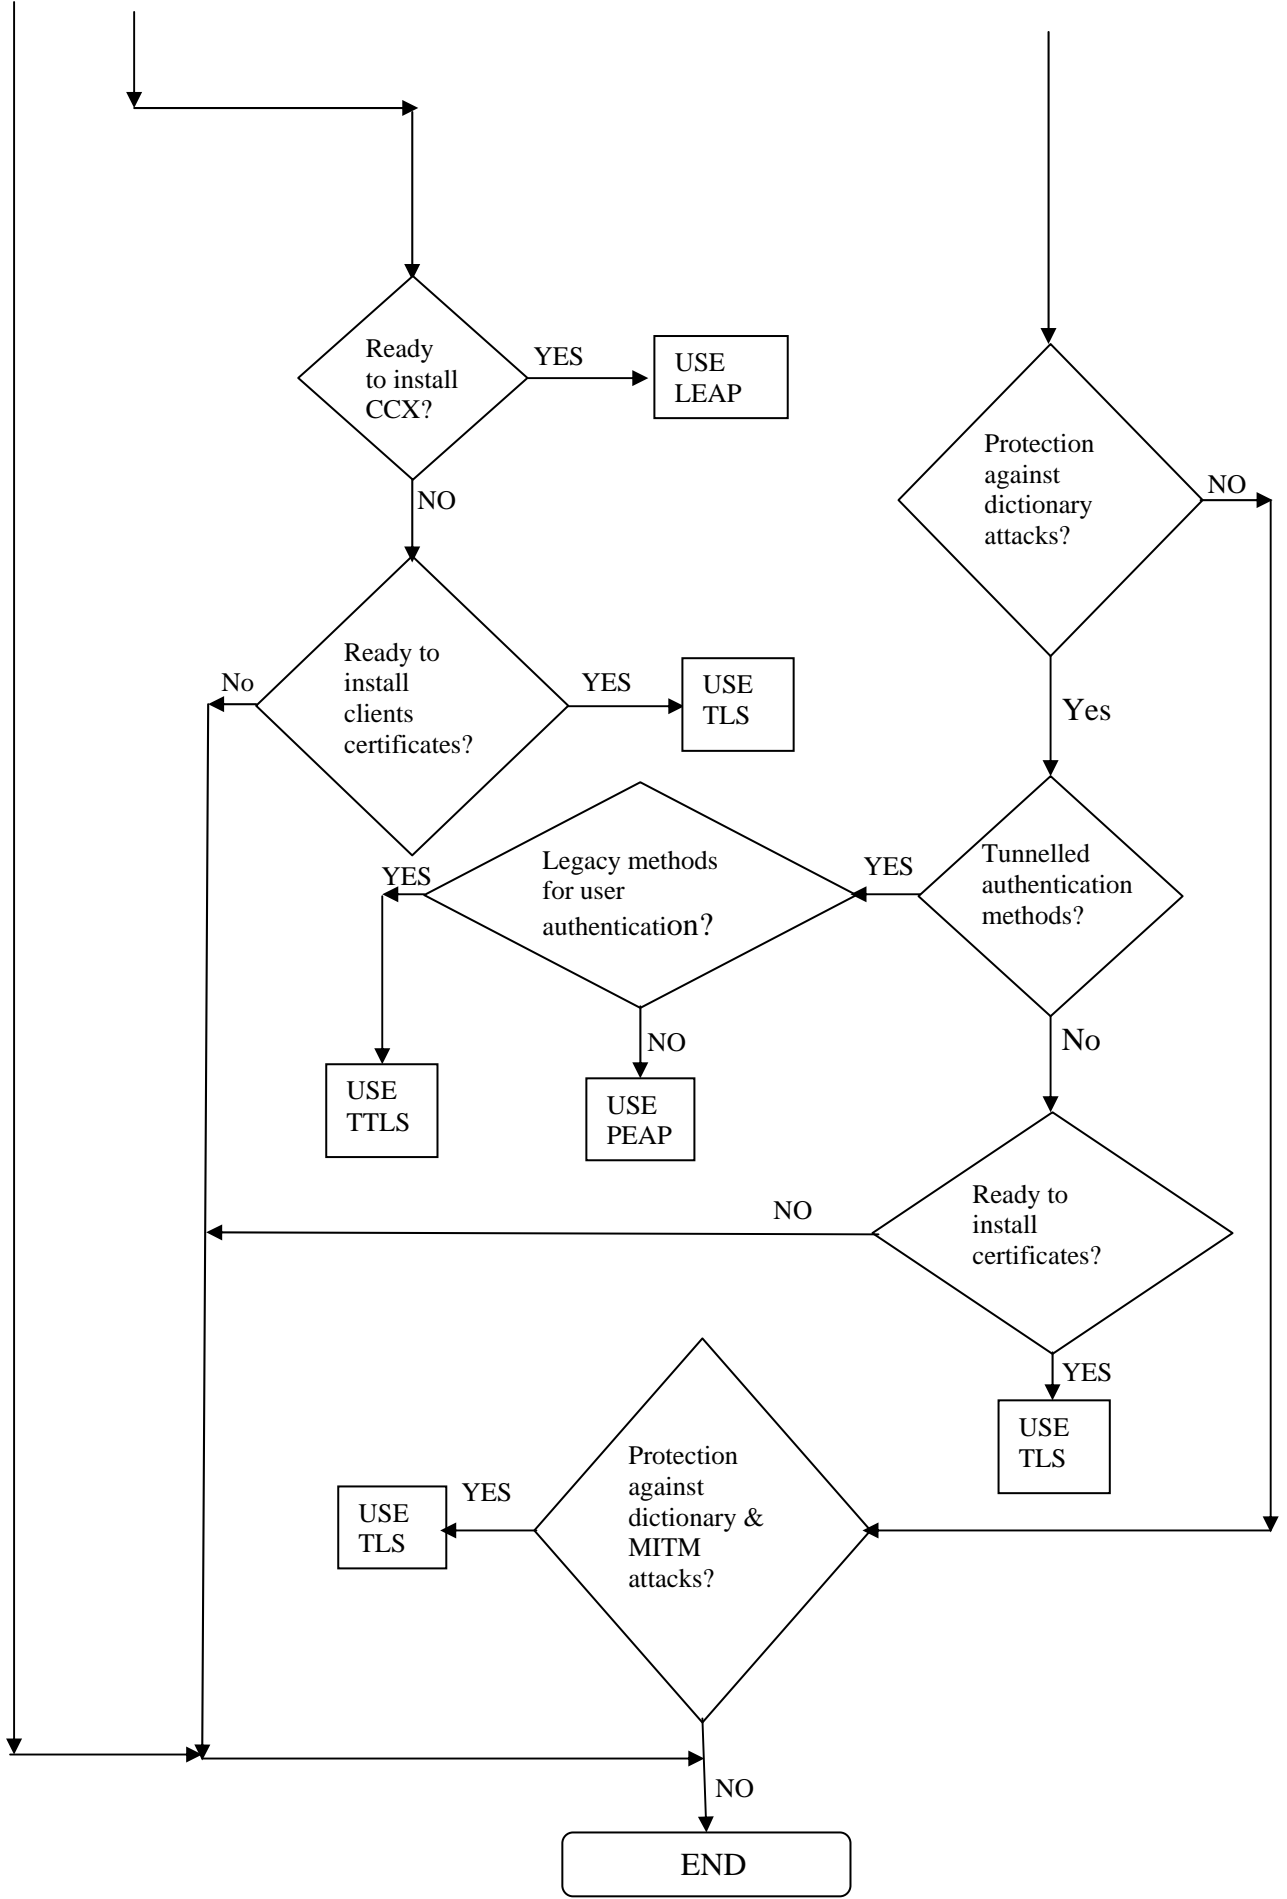 Ready
to install
CCX?
YES
USE
LEAP
NO
Protection
against
dictionary
attacks?
NO
Ready to
install
clients
certificates?
No
YES
USE
TLS
Yes
Legacy methods
for user
authentication?
YES
YES
Tunnelled
authentication
methods?
NO
No
USE
TTLS
USE
PEAP
Ready to
install
certificates?
NO
YES
USE
TLS
Protection
against
dictionary &
MITM
attacks?
YES
USE
TLS
NO
END